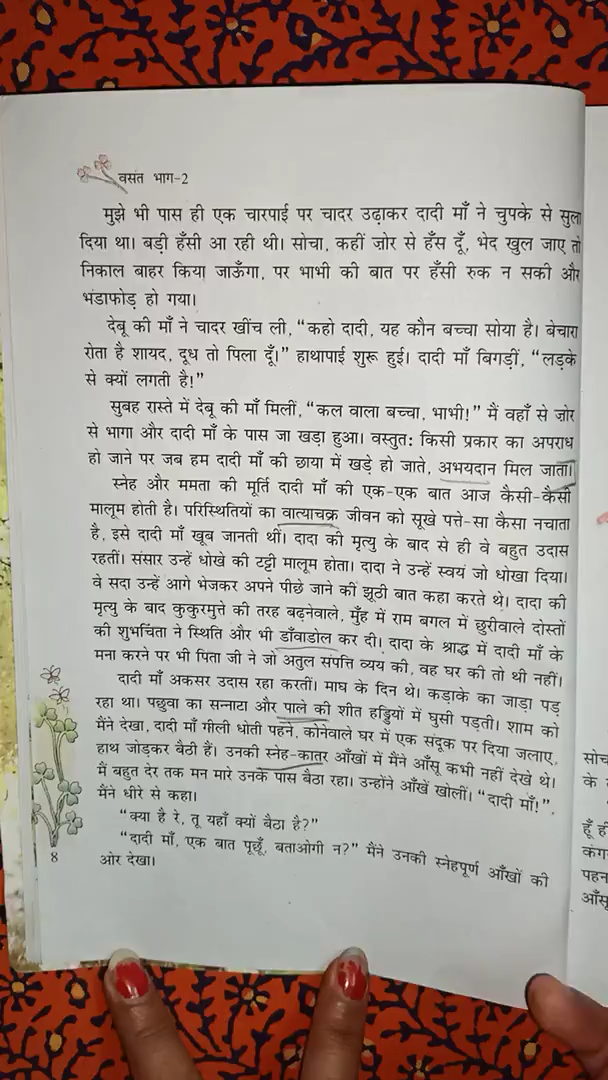 वसंत भाग-2
मुझे भी पास ही एक चारपाई पर चादर उढ़ाकर दादी माँ ने चुपके से सुला
दिया था। बड़ी हँसी आ रही थी। सोचा, कहीं जोर से हँस दूँ, भेद खुल जाए तो
निकाल बाहर किया जाऊँगा, पर भाभी की बात पर हँसी रुक न सकी और
भंडाफोड़ हो गया।
देबू की माँ ने चादर खींच ली, “कहो दादी, यह कौन बच्चा सोया है। बेचारा
रोता है शायद, दूध तो पिला दूँ।” हाथापाई शुरू हुई। दादी माँ बिगड़ीं, “लड़के
से क्यों लगती है!”
सुबह रास्ते में देबू की माँ मिलीं, “कल वाला बच्चा, भाभी!” मैं वहाँ से जोर
से भागा और दादी माँ के पास जा खड़ा हुआ। वस्तुतः किसी प्रकार का अपराध
हो जाने पर जब हम दादी माँ की छाया में खड़े हो जाते, अभयदान मिल जाता।
स्नेह और ममता की मूर्ति दादी माँ की एक-एक बात आज कैसी-कैसी
मालूम होती है। परिस्थितियों का वात्याचक्र जीवन को सूखे पत्ते-सा कैसा नचाता
है, इसे दादी माँ खूब जानती थीं। दादा की मृत्यु के बाद से ही वे बहुत उदास
रहतीं। संसार उन्हें धोखे की टट्टी मालूम होता। दादा ने उन्हें स्वयं जो धोखा दिया।
वे सदा उन्हें आगे भेजकर अपने पीछे जाने की झूठी बात कहा करते थे। दादा की
मृत्यु के बाद कुकुरमुत्ते की तरह बढ़नेवाले, मुँह में राम बगल में छुरीवाले दोस्तों
की शुभचिंता ने स्थिति और भी डाँवाडोल कर दी। दादा के श्राद्ध में दादी माँ के
मना करने पर भी पिता जी ने जो अतुल संपत्ति व्यय की, वह घर की तो थी नहीं।
दादी माँ अकसर उदास रहा करतीं। माघ के दिन थे। कड़ाके का जाड़ा पड़
रहा था। पछुवा का सन्नाटा और पाले की शीत हड्डियों में घुसी पड़ती। शाम को
मैंने देखा, दादी माँ गीली धोती पहने, कोनेवाले घर में एक संदूक पर दिया जलाए,
हाथ जोड़कर बैठी हैं। उनकी स्नेह-कातर आँखों में मैंने आँसू कभी नहीं देखे थे।
मैं बहुत देर तक मन मारे उनके पास बैठा रहा। उन्होंने आँखें खोलीं। “दादी माँ!”,
मैंने धीरे से कहा।
“क्या है रे, तू यहाँ क्यों बैठा है?”
“दादी माँ, एक बात पूछूँ, बताओगी न?” मैंने उनकी स्नेहपूर्ण आँखों की
ओर देखा।
8
सोच
के
हूँ ही
कंग
पहन
आँसू